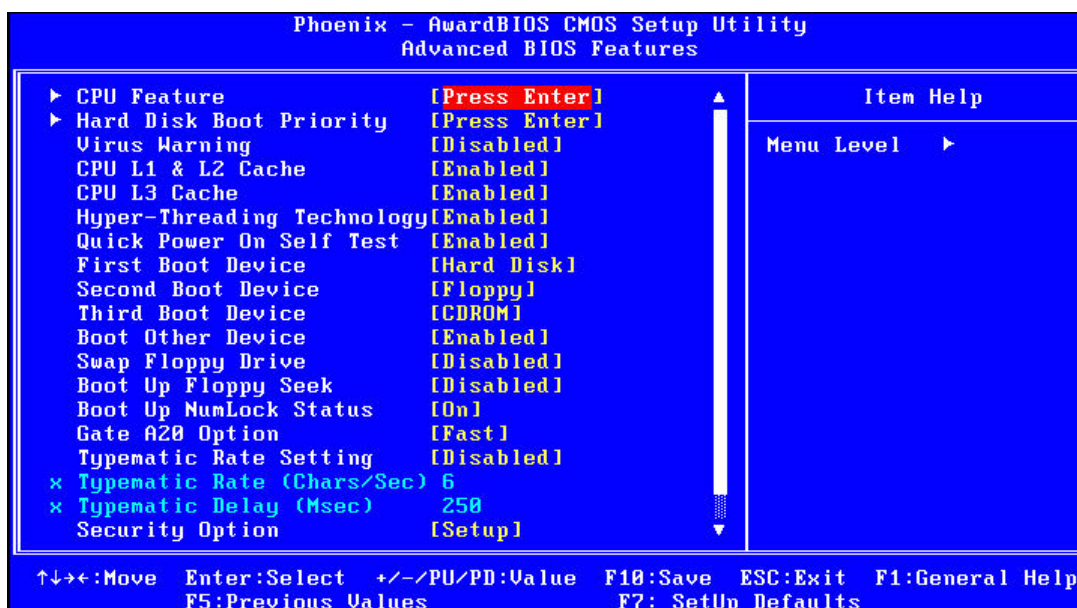 Phoenix - AwardBIOS CMOS Setup Utility
Advanced BIOS Features
► CPU Feature [Press Enter]
► Hard Disk Boot Priority [Press Enter]
Virus Warning [Disabled]
CPU L1 & L2 Cache [Enabled]
CPU L3 Cache [Enabled]
Hyper-Threading Technology[Enabled]
Quick Power On Self Test [Enabled]
First Boot Device [Hard Disk]
Second Boot Device [Floppy]
Third Boot Device [CDROM]
Boot Other Device [Enabled]
Swap Floppy Drive [Disabled]
Boot Up Floppy Seek [Disabled]
Boot Up NumLock Status [On]
Gate A20 Option [Fast]
Typematic Rate Setting [Disabled]
x Typematic Rate (Chars/Sec) 6
x Typematic Delay (Msec) 250
Security Option [Setup]
Item Help
Menu Level ►
↑↓→←:Move Enter:Select +/-/PU/PD:Value F10:Save ESC:Exit F1:General Help
F5:Previous Values F7: SetUp Defaults